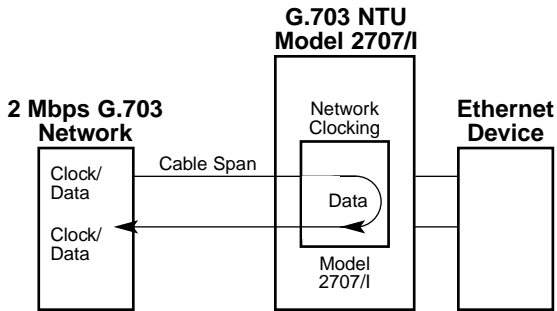 G.703 NTU
Model 2707/I
2 Mbps G.703
Network
Network
Clocking
Ethernet
Device
Clock/
Data
Cable Span
Data
Clock/
Data
Model
2707/I